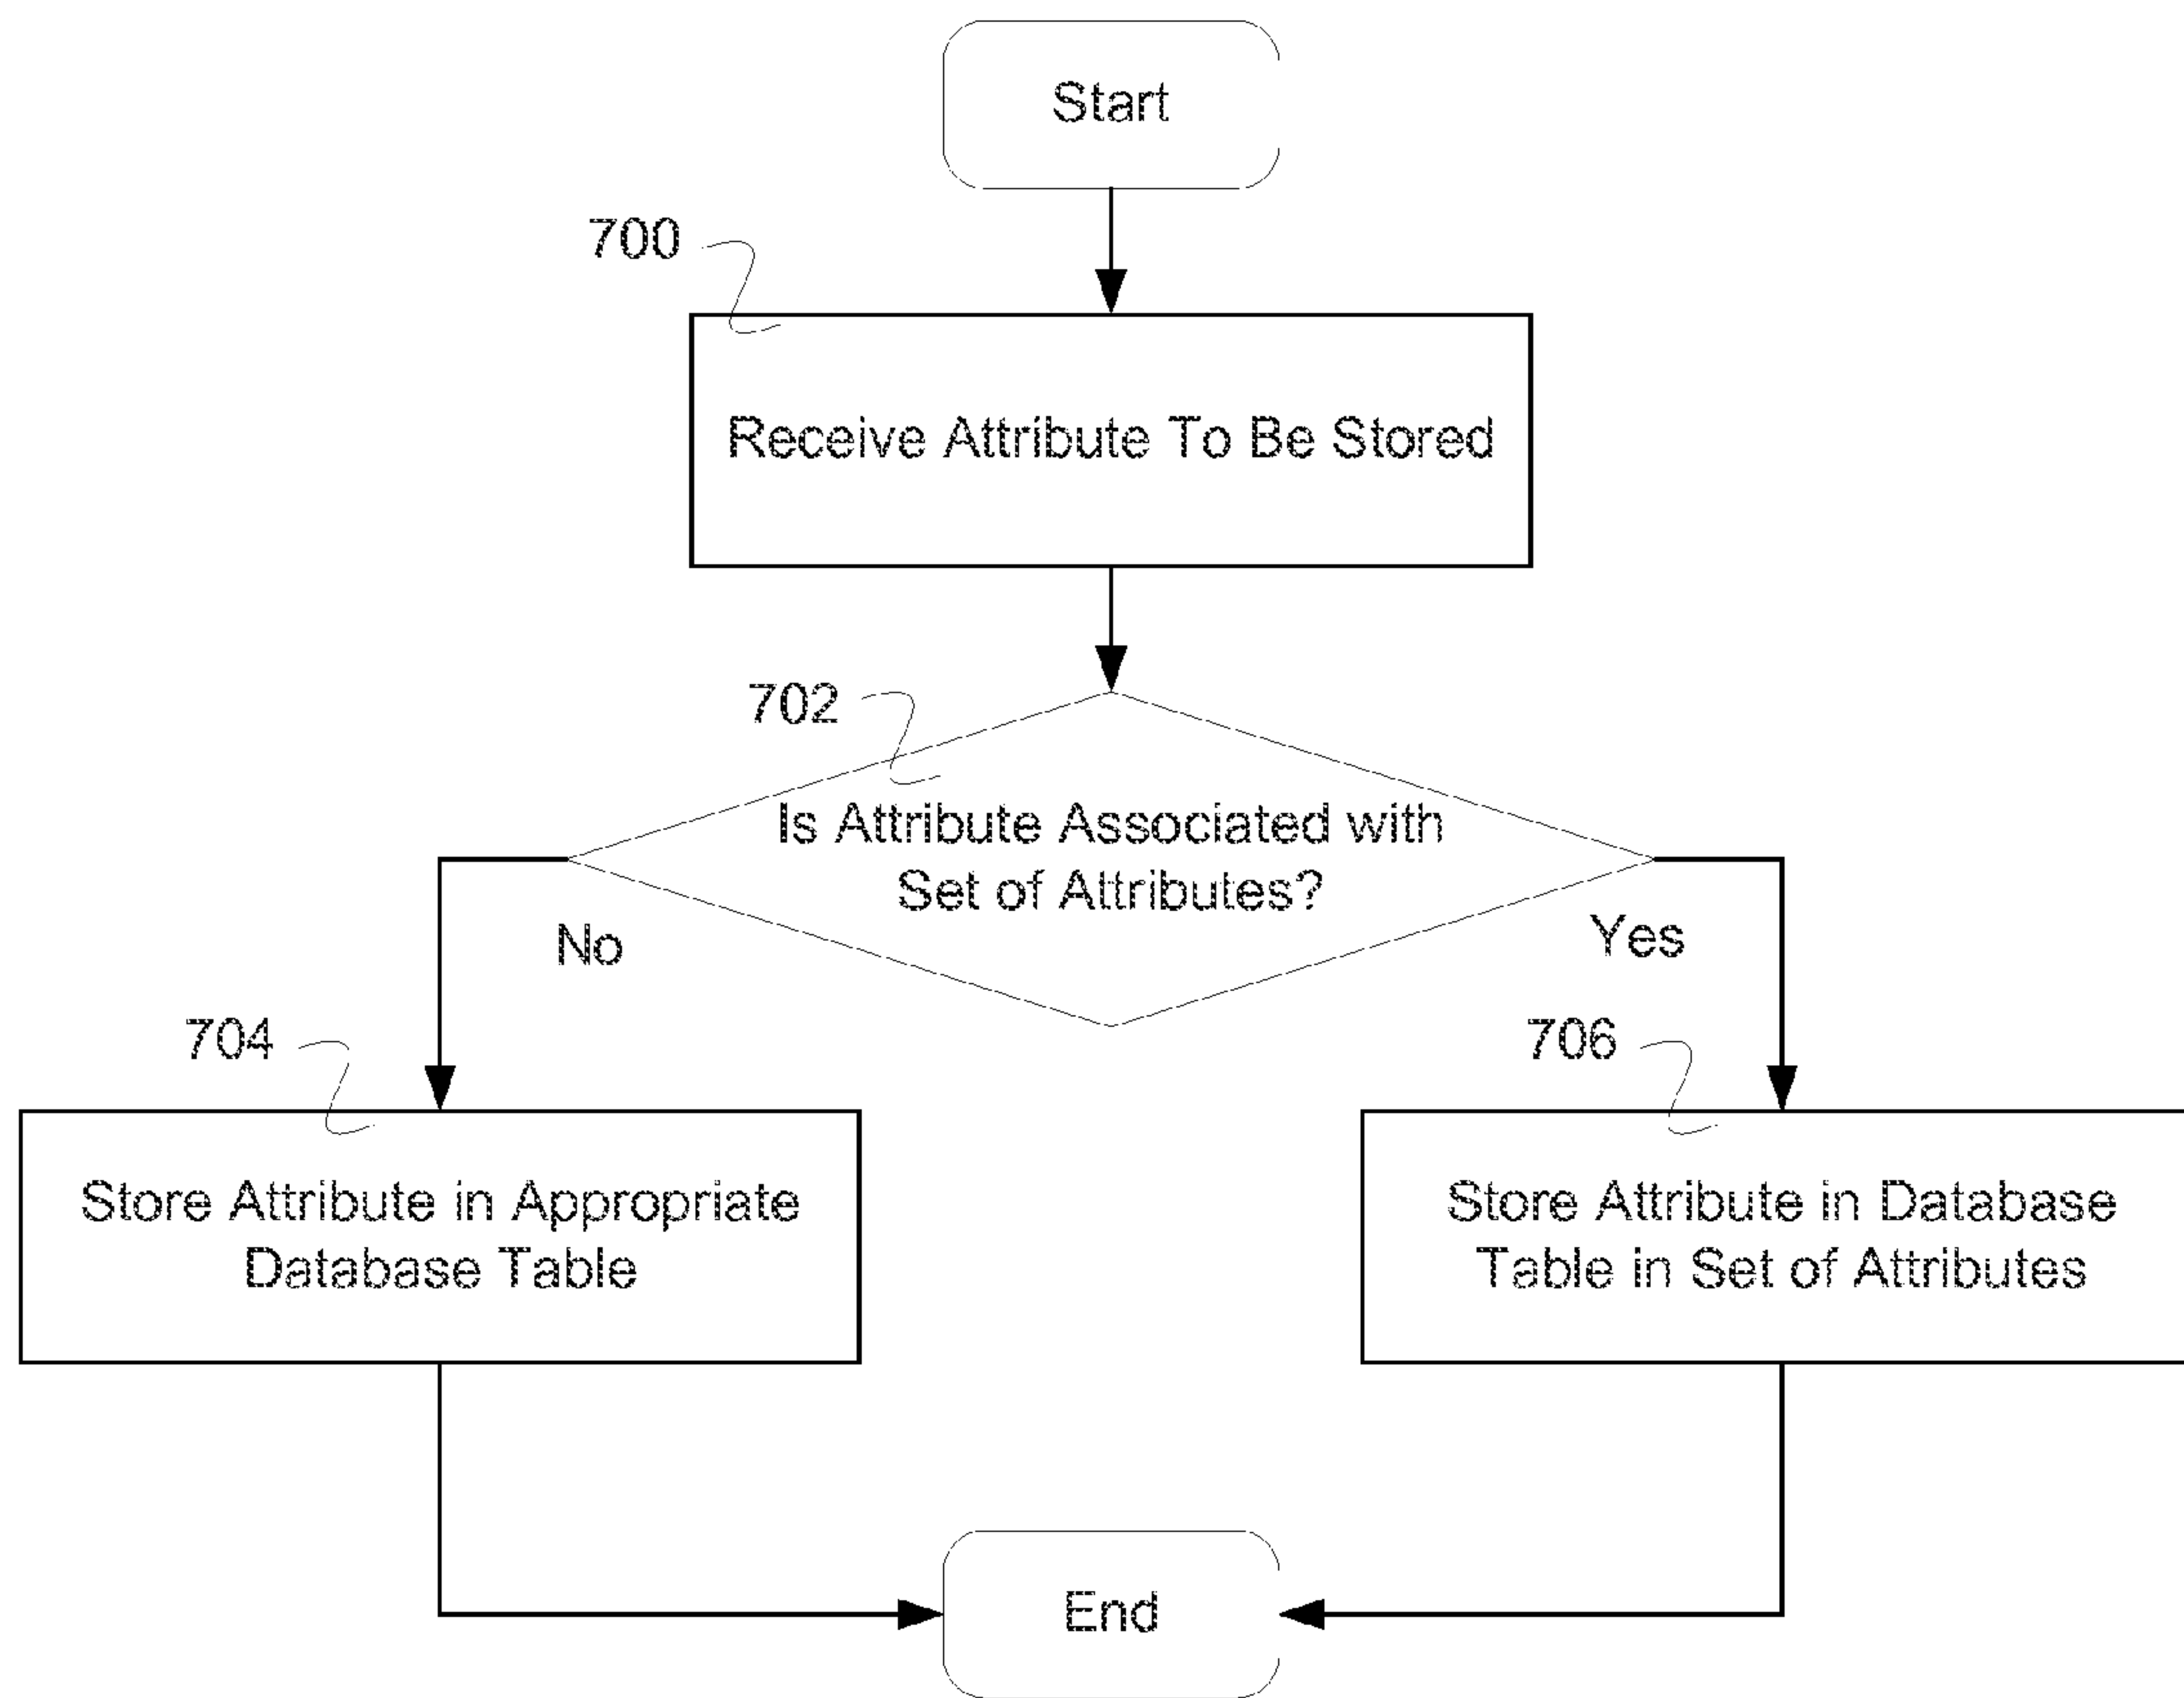 Start
700
Receive Attribute To Be Stored
702
Is Attribute Associated with
Set of Attributes?
No
Yes
704
706
Store Attribute in Appropriate
Database Table
Store Attribute in Database
Table in Set of Attributes
End